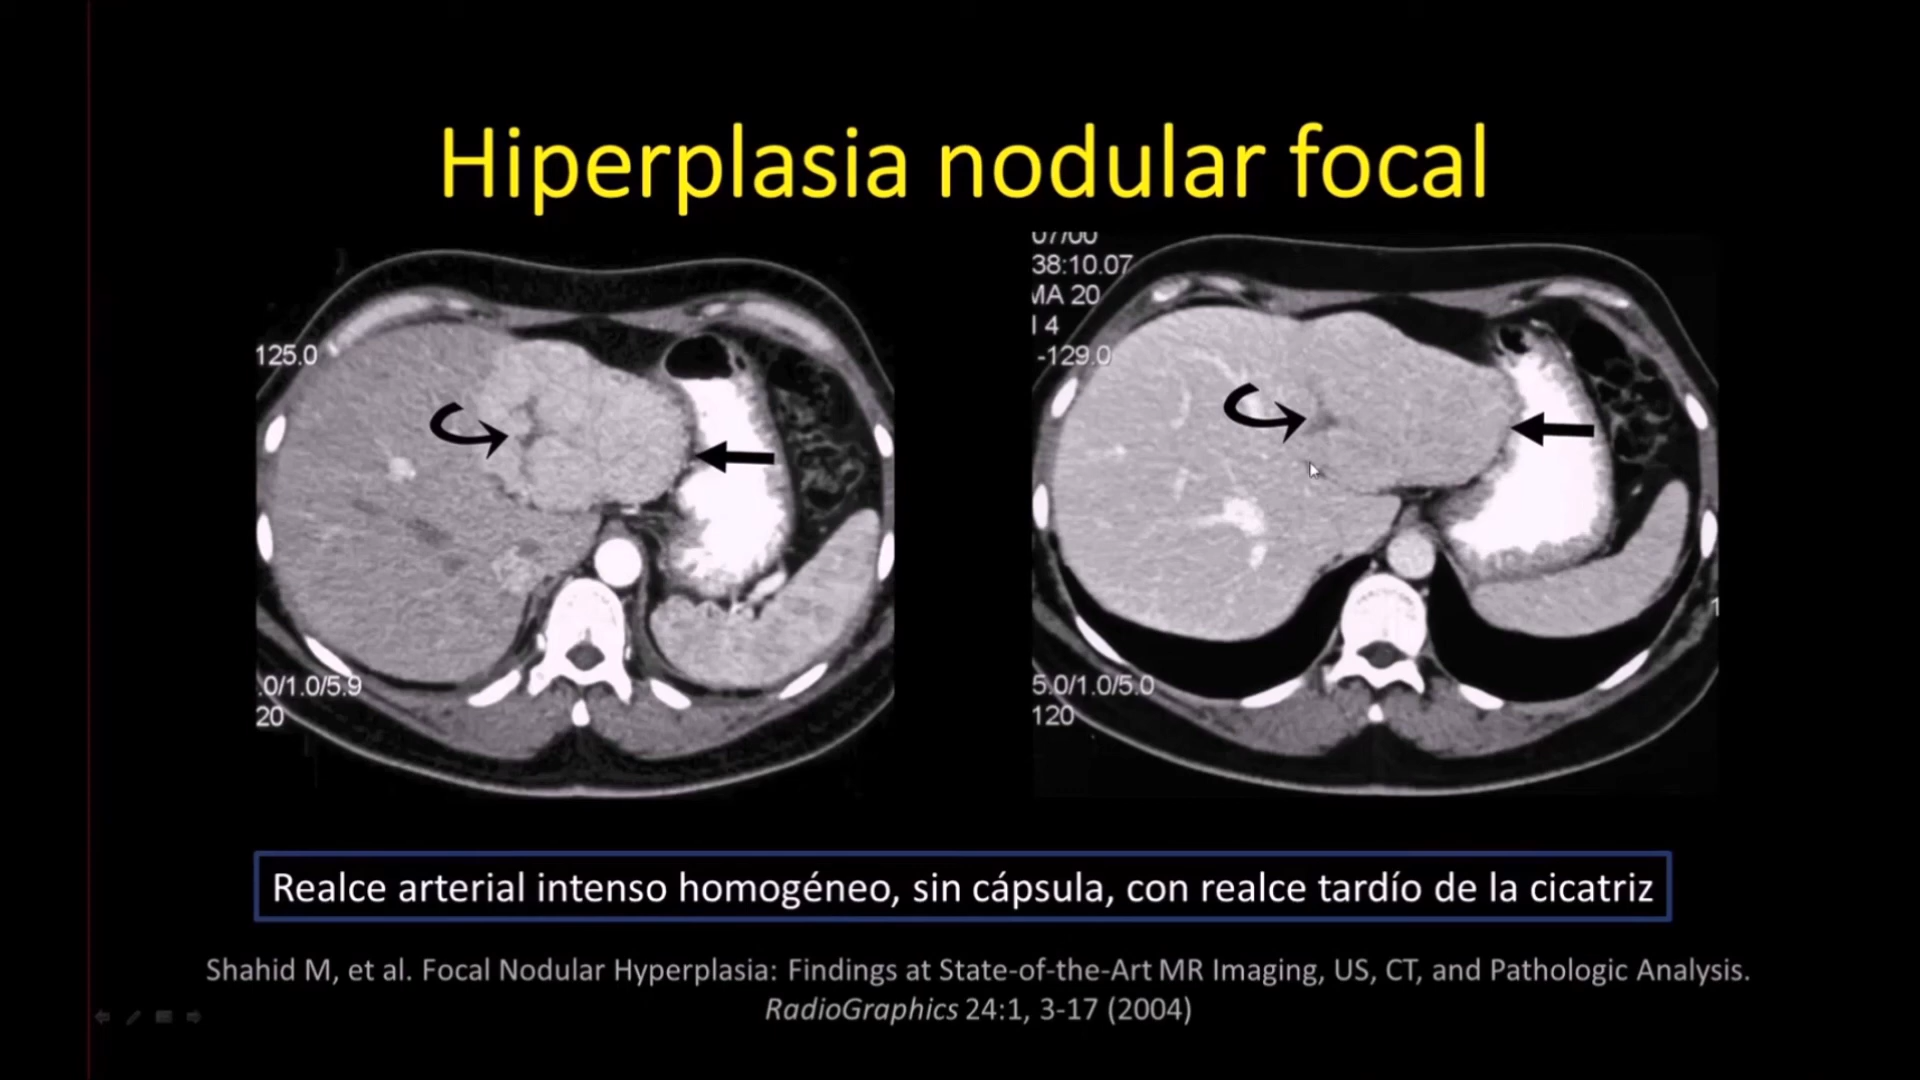 Hiperplasia nodular focal
125.0
.0/1.0/5.9
20
38:10.07
MA 20
I 4
-129.0
5.0/1.0/5.0
120
1
Realce arterial intenso homogéneo, sin cápsula, con realce tardío de la cicatriz
Shahid M, et al. Focal Nodular Hyperplasia: Findings at State-of-the-Art MR Imaging, US, CT, and Pathologic Analysis.
RadioGraphics 24:1, 3-17 (2004)